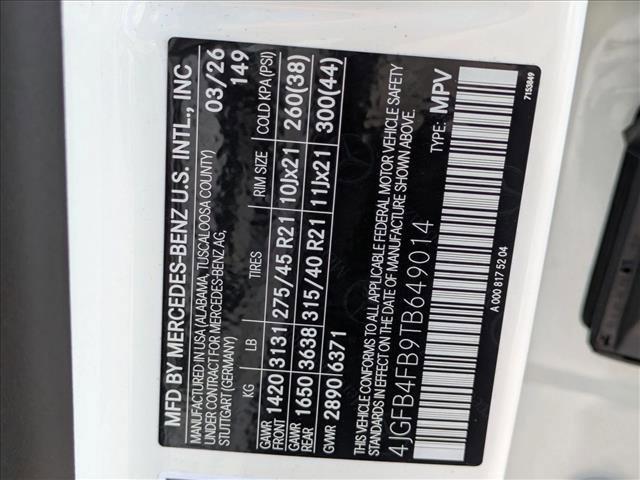 MFD BY MERCEDES-BENZ U.S. INTL., INC
MANUFACTURED IN USA (ALABAMA, TUSCALOOSA COUNTY)
UNDER CONTRACT FOR MERCEDES-BENZ AG,
STUTTGART (GERMANY)
03/26
149
KG LB TIRES RIM SIZE COLD KPA (PSI)
GAWR FRONT 1420 3131 275/45 R21 10Jx21 260(38)
GAWR REAR 1650 3638 315/40 R21 11Jx21 300(44)
GVWR 2890 6371
THIS VEHICLE CONFORMS TO ALL APPLICABLE FEDERAL MOTOR VEHICLE SAFETY
STANDARDS IN EFFECT ON THE DATE OF MANUFACTURE SHOWN ABOVE.
4JGFB4FB9TB649014 TYPE: MPV
A 000 817 52 04
7153849